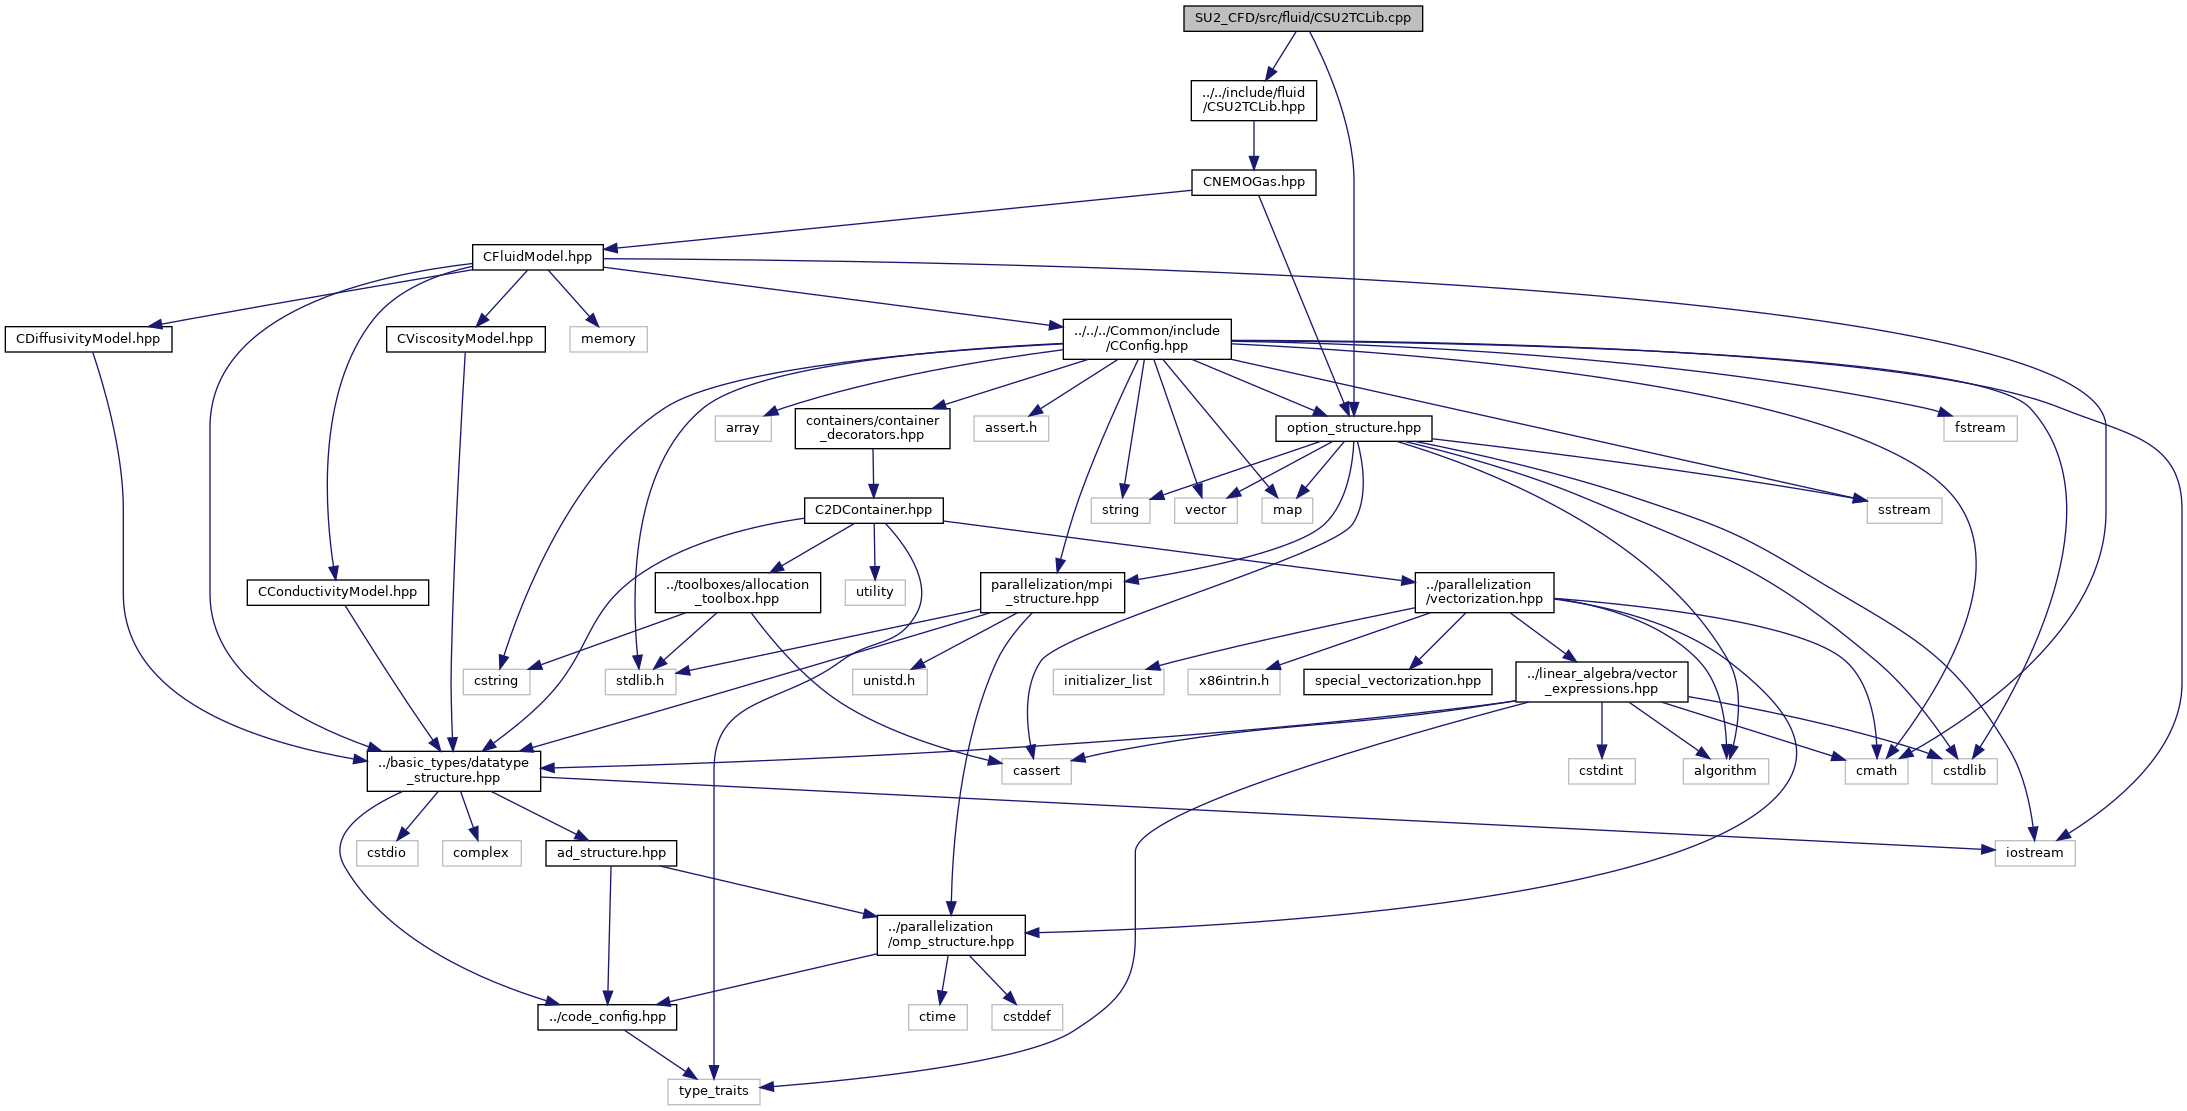 SU2_CFD/src/fluid/CSU2TCLib.cpp
../../include/fluid
/CSU2TCLib.hpp
CNEMOGas.hpp
CFluidModel.hpp
CDiffusivityModel.hpp
CViscosityModel.hpp
memory
../../../Common/include
/CConfig.hpp
array
containers/container
_decorators.hpp
assert.h
option_structure.hpp
fstream
C2DContainer.hpp
string
vector
map
sstream
CConductivityModel.hpp
../toolboxes/allocation
_toolbox.hpp
utility
parallelization/mpi
_structure.hpp
../parallelization
/vectorization.hpp
cstring
stdlib.h
unistd.h
initializer_list
x86intrin.h
special_vectorization.hpp
../linear_algebra/vector
_expressions.hpp
../basic_types/datatype
_structure.hpp
cassert
cstdint
algorithm
cmath
cstdlib
cstdio
complex
ad_structure.hpp
iostream
../parallelization
/omp_structure.hpp
../code_config.hpp
ctime
cstddef
type_traits